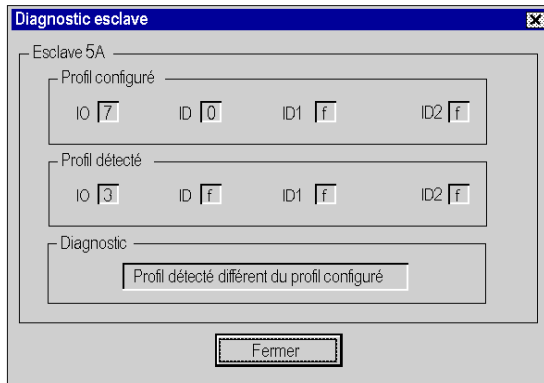 Diagnostic esclave
Esclave 5A
Profil configuré
IO 7 ID 0 ID1 f ID2 f
Profil détecté
IO 3 ID f ID1 f ID2 f
Diagnostic
Profil détecté différent du profil configuré
Fermer